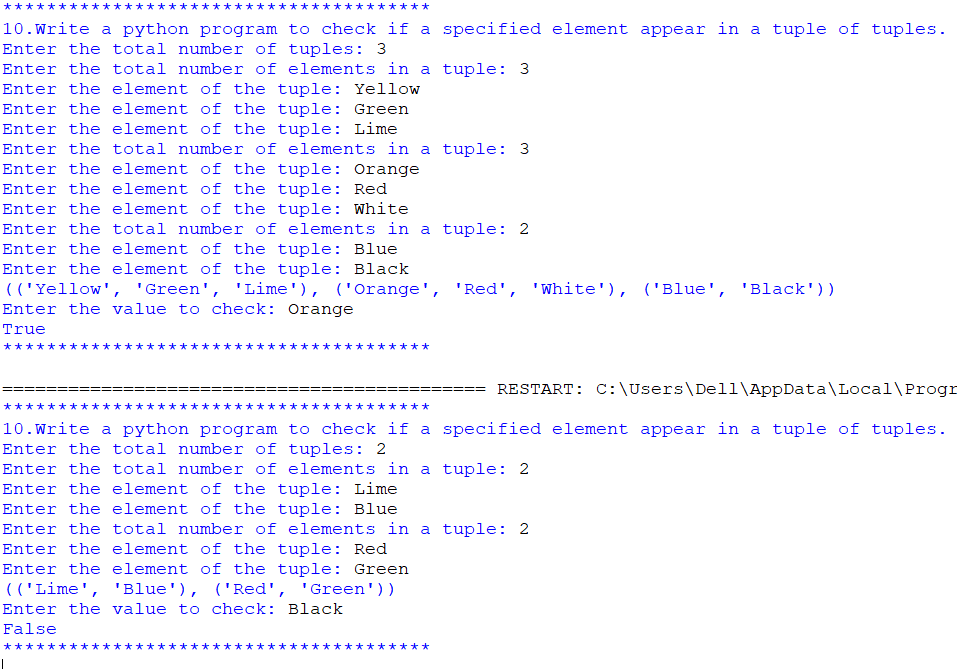 ***************************************
10.Write a python program to check if a specified element appear in a tuple of tuples.
Enter the total number of tuples: 3
Enter the total number of elements in a tuple: 3
Enter the element of the tuple: Yellow
Enter the element of the tuple: Green
Enter the element of the tuple: Lime
Enter the total number of elements in a tuple: 3
Enter the element of the tuple: Orange
Enter the element of the tuple: Red
Enter the element of the tuple: White
Enter the total number of elements in a tuple: 2
Enter the element of the tuple: Blue
Enter the element of the tuple: Black
(('Yellow', 'Green', 'Lime'), ('Orange', 'Red', 'White'), ('Blue', 'Black'))
Enter the value to check: Orange
True
***************************************
============================================ RESTART: C:\Users\Dell\AppData\Local\Progr
***************************************
10.Write a python program to check if a specified element appear in a tuple of tuples.
Enter the total number of tuples: 2
Enter the total number of elements in a tuple: 2
Enter the element of the tuple: Lime
Enter the element of the tuple: Blue
Enter the total number of elements in a tuple: 2
Enter the element of the tuple: Red
Enter the element of the tuple: Green
(('Lime', 'Blue'), ('Red', 'Green'))
Enter the value to check: Black
False
***************************************